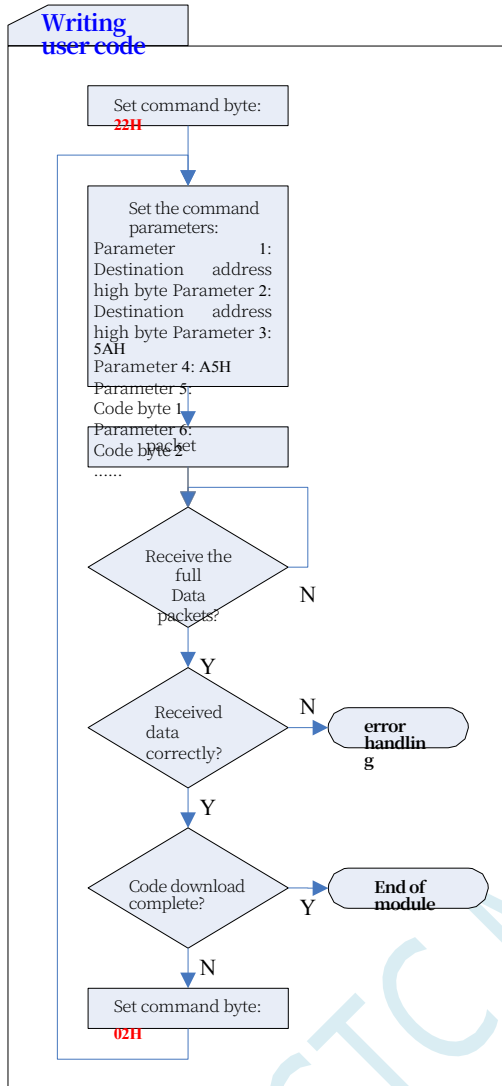 Writing
user code
Set command byte:
22H
Set the command
parameters:
Parameter 1:
Destination address
high byte Parameter 2:
Destination address
high byte Parameter 3:
5AH
Parameter 4: A5H
Parameter 5:
Code byte 1
Parameter 6:
Code byte 2
......
packet
Receive the
full
Data
packets?
N
Y
Received
data
correctly?
N
error
handlin
g
Y
Code download
complete?
Y
End of
module
N
Set command byte:
02H
STC